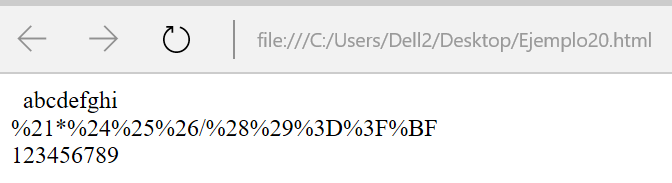 file:///C:/Users/Dell2/Desktop/Ejemplo20.html
abcdefghi
%21*%24%25%26/%28%29%3D%3F%BF
123456789